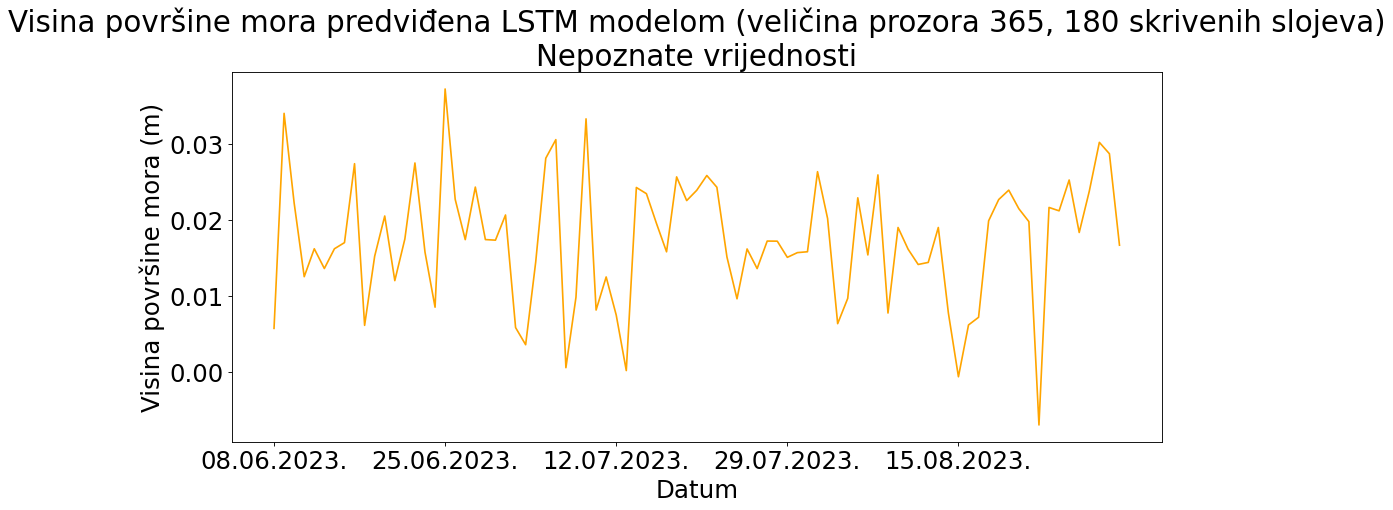 Visina površine mora predviđena LSTM modelom (veličina prozora 365, 180 skrivenih slojeva)
Nepoznate vrijednosti
Visina površine mora (m)
0.03
0.02
0.01
0.00
08.06.2023.
25.06.2023.
12.07.2023.
29.07.2023.
15.08.2023.
Datum